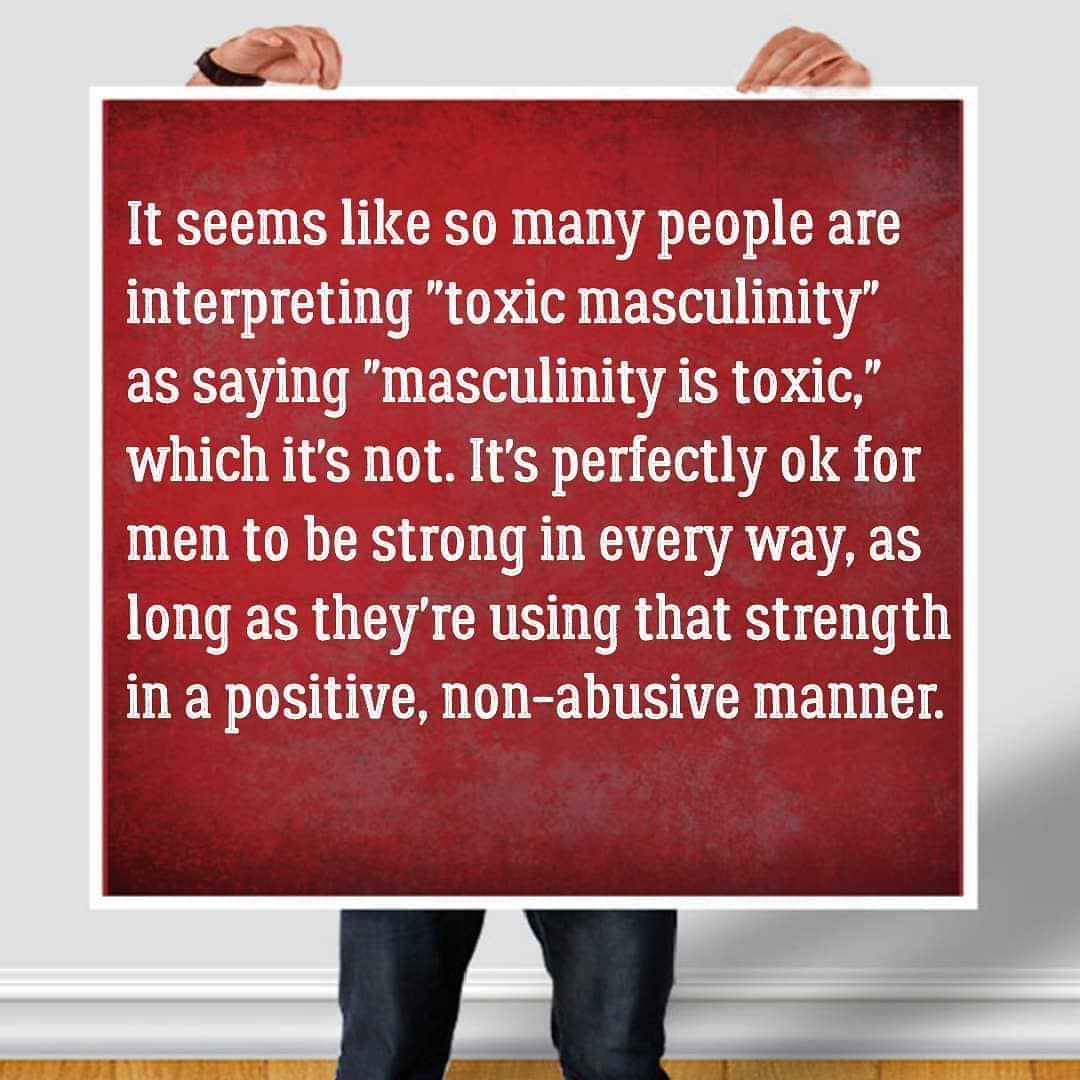 It seems like so many people are
interpreting "toxic masculinity"
as saying "masculinity is toxic,"
which it's not. It's perfectly ok for
men to be strong in every way, as
long as they're using that strength
in a positive, non-abusive manner.